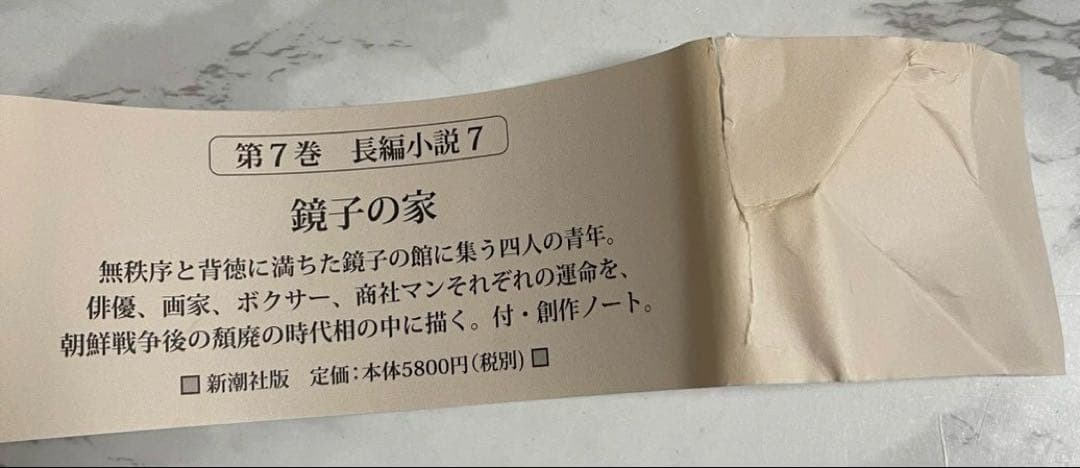 第7巻 長編小説7
鏡子の家
無秩序と背徳に満ちた鏡子の館に集う四人の青年。
俳優、画家、ボクサー、商社マンそれぞれの運命を、
朝鮮戦争後の頽廃の時代相の中に描く。付・創作ノート。
新潮社版 定価:本体5800円(税別)